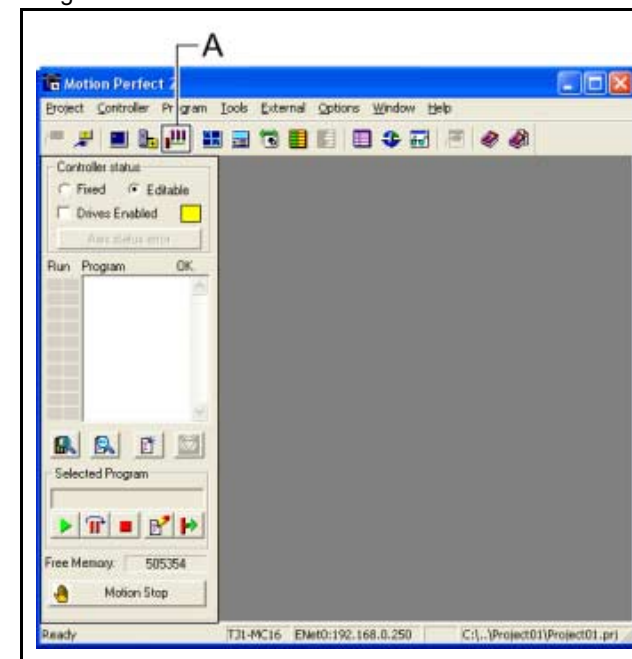 A
Motion Perfect 2
Project Controller Program Tools External Options Window Help
Controller status
Fixed Editable
Drives Enabled
Axis status error
Run Program OK
Selected Program
Free Memory: 505354
Motion Stop
Ready TJ1-MC16 ENet0:192.168.0.250 C:\..\Project01\Project01.prj